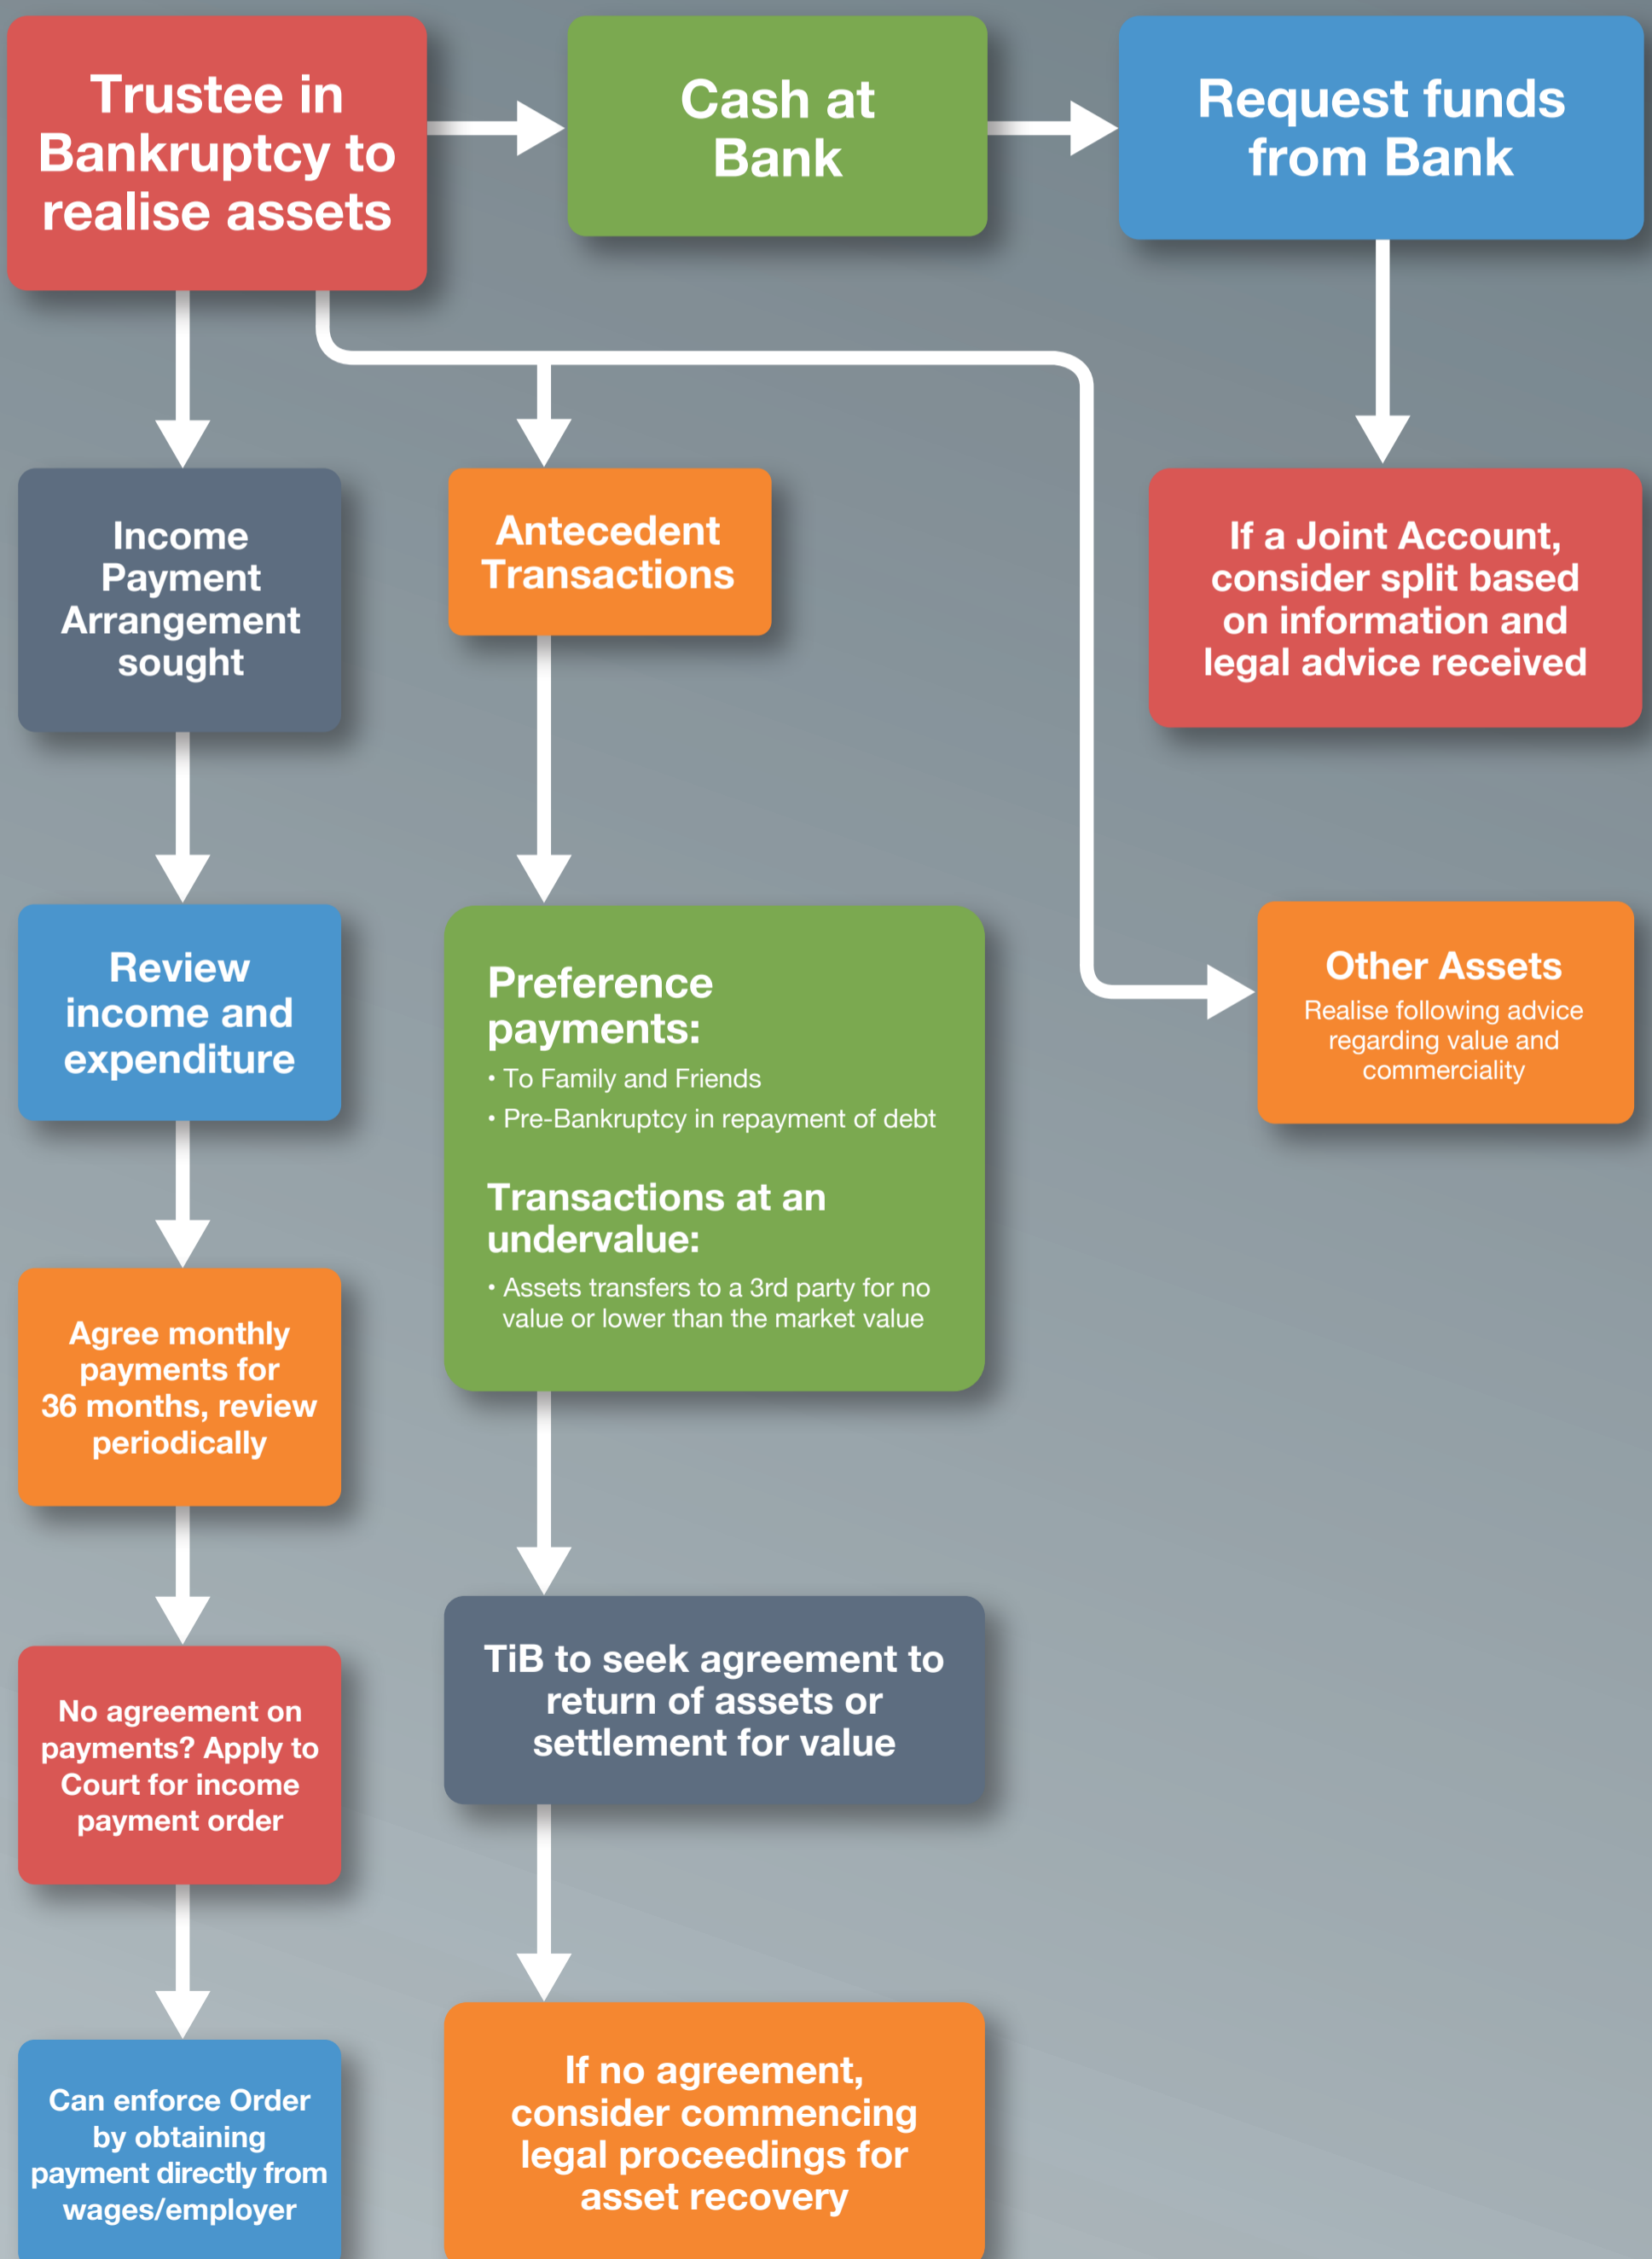 Trustee in
Bankruptcy to
realise assets
Cash at
Bank
Request funds
from Bank
Income
Payment
Arrangement
sought
Antecedent
Transactions
If a Joint Account,
consider split based
on information and
legal advice received
Review
income and
expenditure
Preference
payments:
• To Family and Friends
• Pre-Bankruptcy in repayment of debt
Transactions at an
undervalue:
• Assets transfers to a 3rd party for no
value or lower than the market value
Other Assets
Realise following advice
regarding value and
commerciality
Agree monthly
payments for
36 months, review
periodically
No agreement on
payments? Apply to
Court for income
payment order
TiB to seek agreement to
return of assets or
settlement for value
Can enforce Order
by obtaining
payment directly from
wages/employer
If no agreement,
consider commencing
legal proceedings for
asset recovery